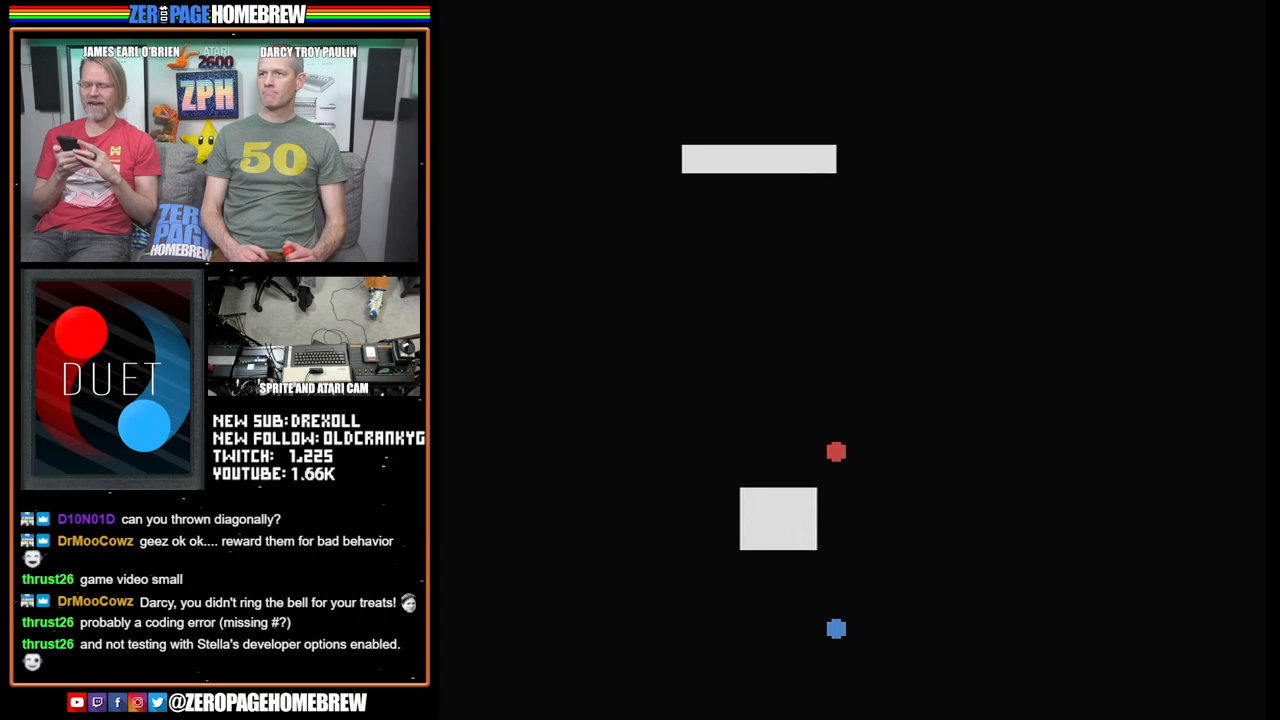 ZEROPAGE HOMEBREW
JAMES EARL O'BRIEN
DARCY TROY PAULIN
ATARI
2600
ZPH
50
ZERO
PAGE
HOMEBREW
DUET
SPRITE AND ATARI CAM
NEW SUB:DREXOLL
NEW FOLLOW:OLDCRANKYG
TWITCH: 1,225
YOUTUBE: 1.66K
D10N01D can you thrown diagonally?
DrMooCowz geez ok ok.... reward them for bad behavior
thrust26 game video small
DrMooCowz Darcy, you didn't ring the bell for your treats!
thrust26 probably a coding error (missing #?)
thrust26 and not testing with Stella's developer options enabled.
@ZEROPAGEHOMEBREW